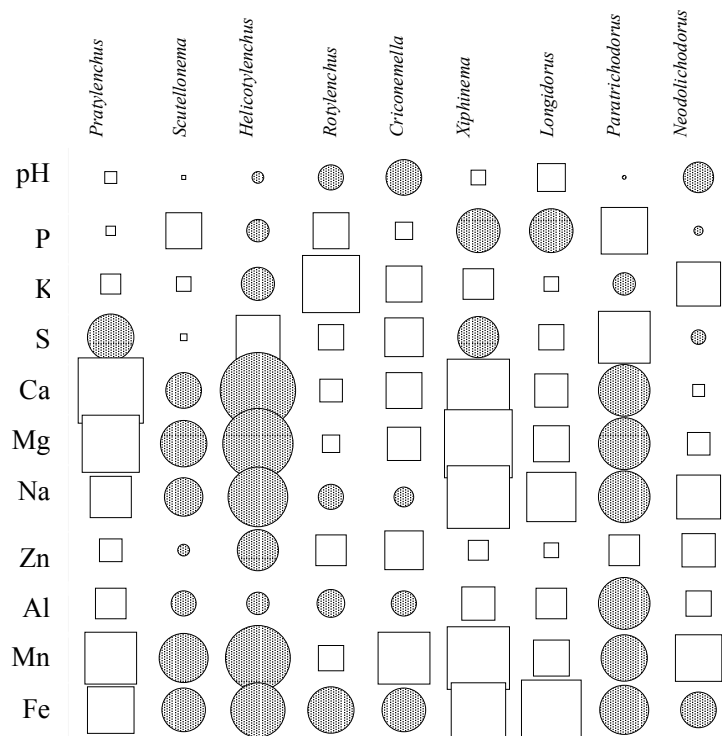 Pratylenchus
Scutellonema
Helicotylenchus
Rotylenchus
Criconemella
Xiphinema
Longidorus
Paratrichodorus
Neodolichodorus
pH
P
K
S
Ca
Mg
Na
Zn
Al
Mn
Fe